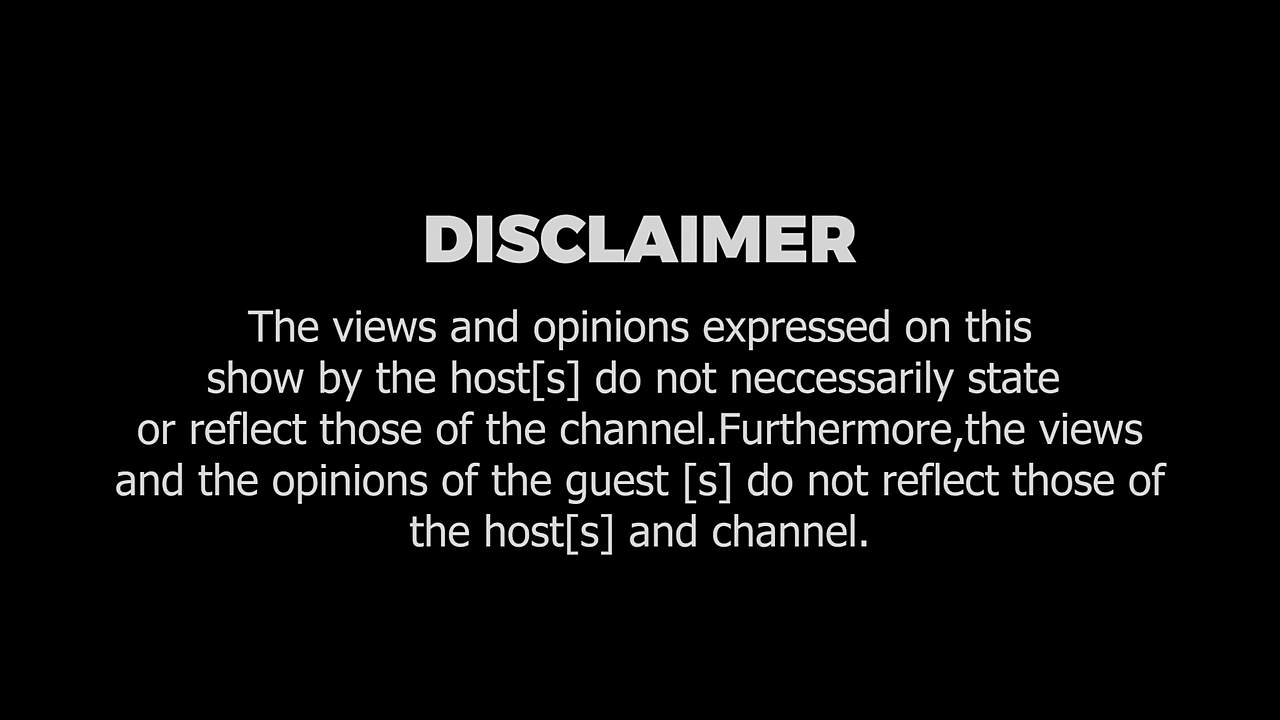 DISCLAIMER
The views and opinions expressed on this
show by the host[s] do not neccessarily state
or reflect those of the channel.Furthermore,the views
and the opinions of the guest [s] do not reflect those of
the host[s] and channel.